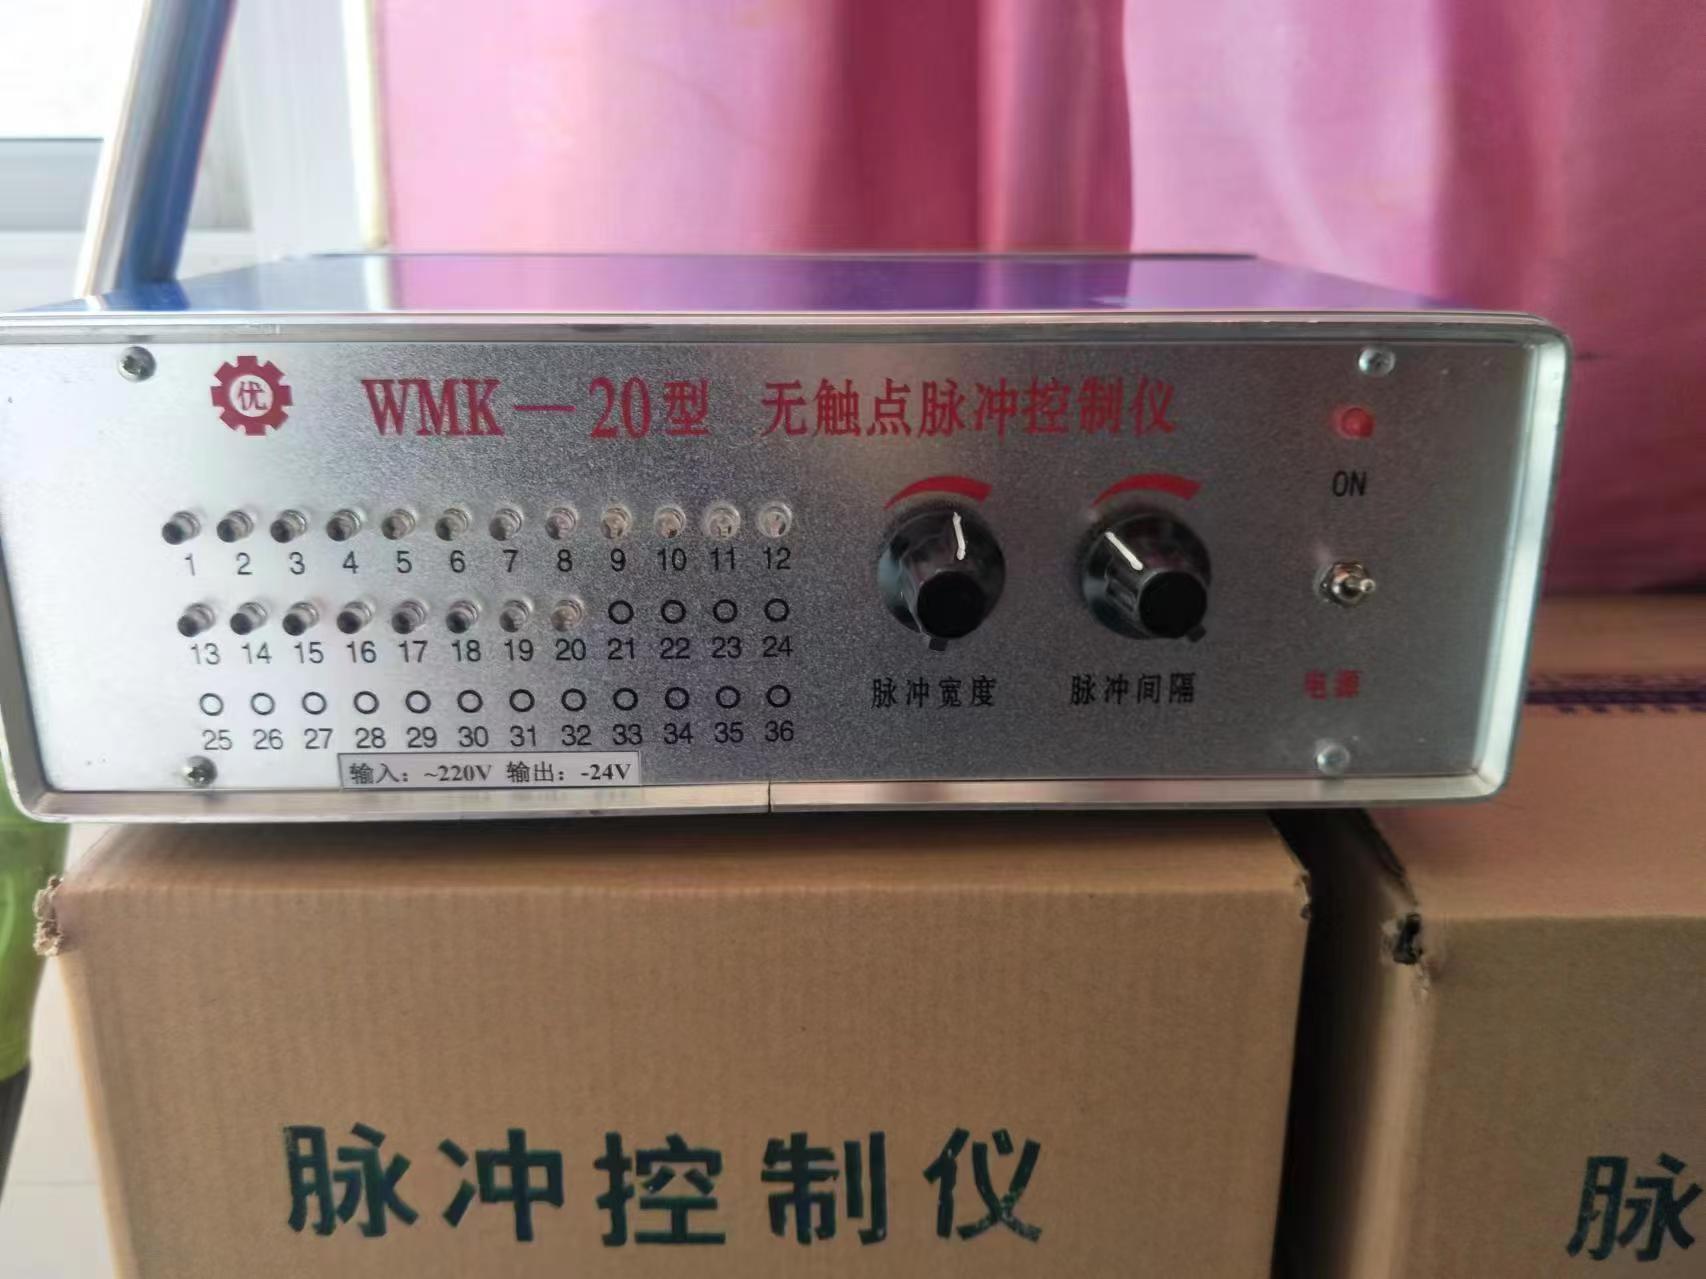 优
WMK—20型 无触点脉冲控制仪
ON
1 2 3 4 5 6 7 8 9 10 11 12
13 14 15 16 17 18 19 20 21 22 23 24
25 26 27 28 29 30 31 32 33 34 35 36
脉冲宽度
脉冲间隔
电源
输入：~220V 输出：-24V
脉冲控制仪
脉